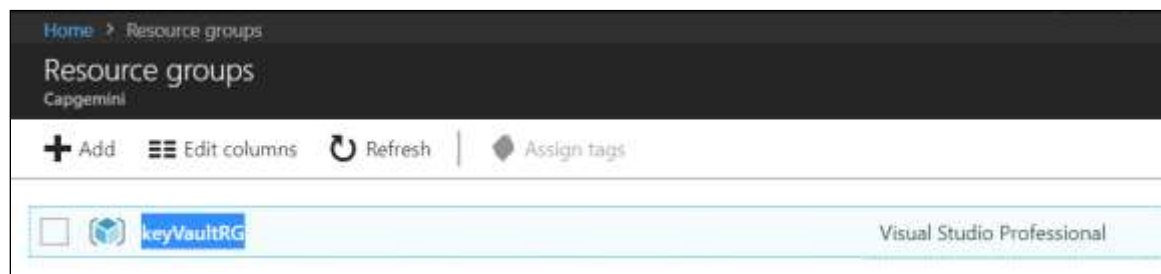 Home > Resource groups
Resource groups
Capgemini
Add Edit columns Refresh Assign tags
keyVaultRG Visual Studio Professional